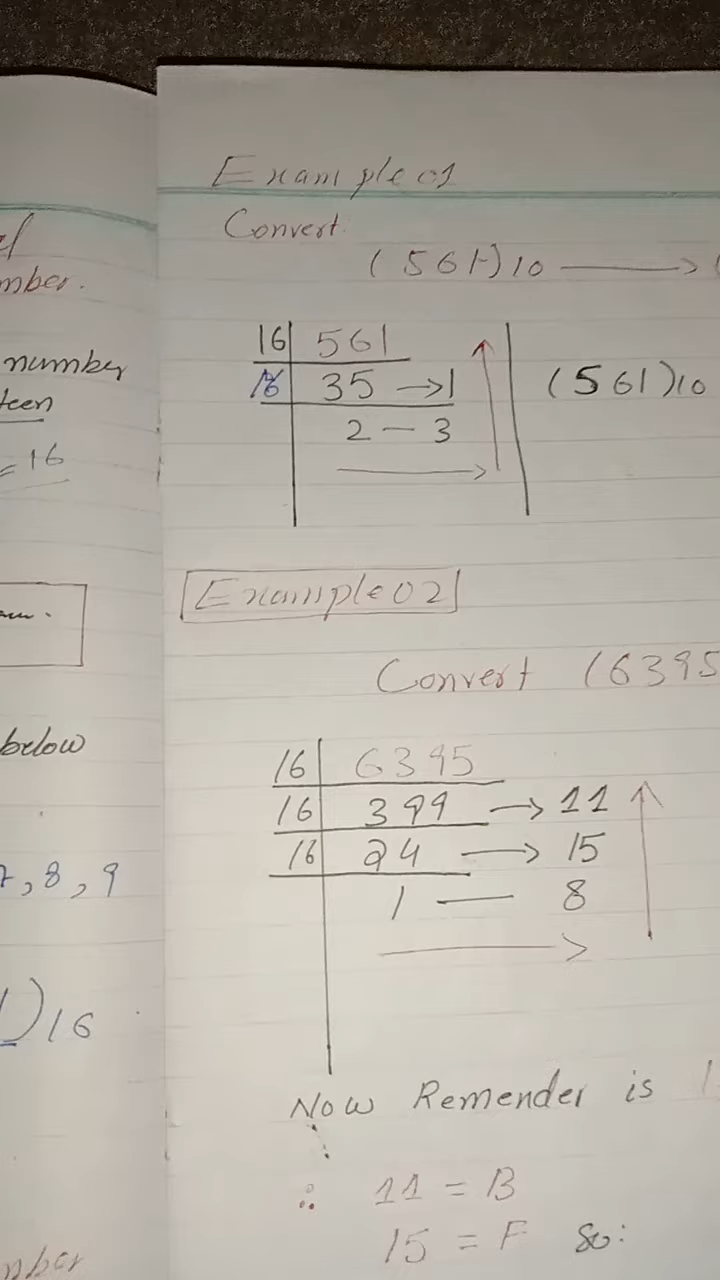 mber.
number
teen
= 16
below
7, 8, 9
1)16
Example 01
Convert.
(561)10 →
16 561
16 35 → 1
2 – 3
(561)10
Example 02
Convert (6395
16 6395
16 399 → 11
16 24 → 15
1 — 8
Now Remender is 1
∴ 11 = B
15 = F so: